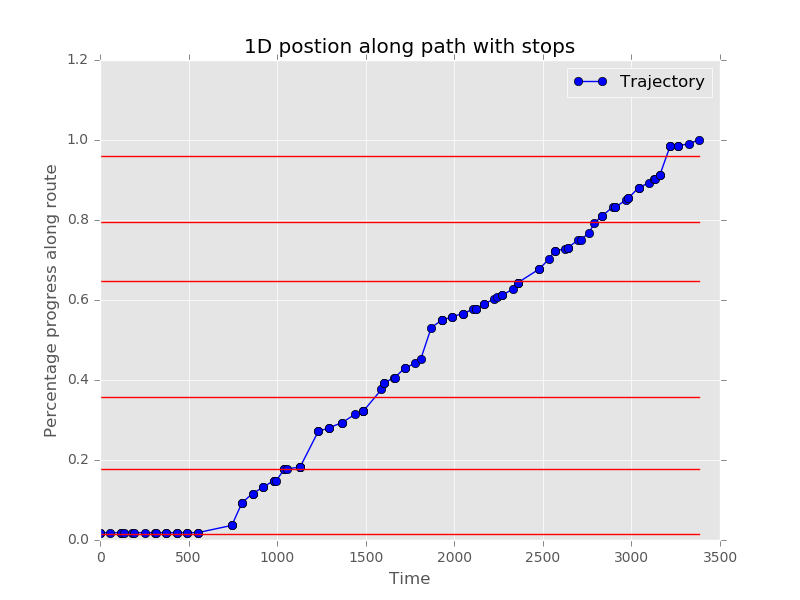 1D postion along path with stops
Trajectory
Percentage progress along route
1.2
1.0
0.8
0.6
0.4
0.2
0.0
0 500 1000 1500 2000 2500 3000 3500
Time